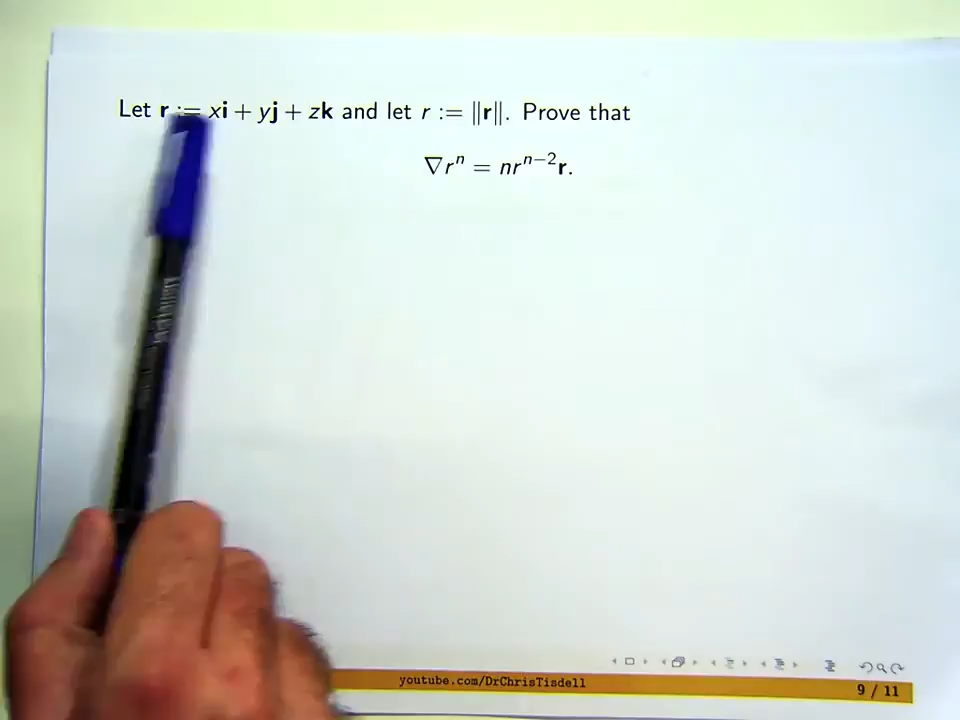 Let r := xi + yj + zk and let r := ‖r‖. Prove that
∇rⁿ = nrⁿ⁻²r.
youtube.com/DrChrisTisdell
9 / 11